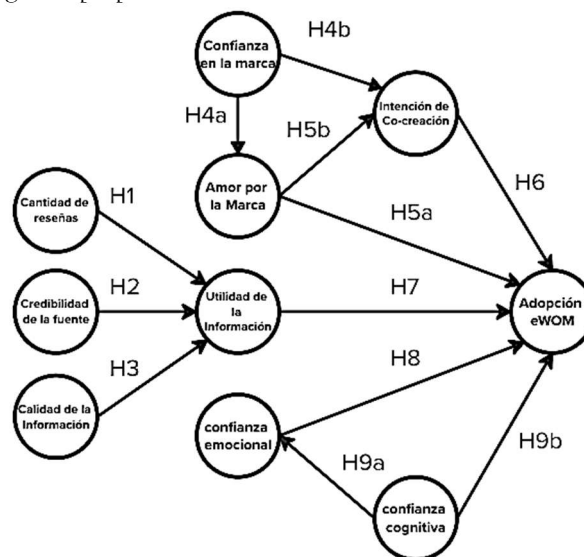 Confianza
en la marca
H4b
Intención de
Co-creación
H4a
H5b
Amor por
la Marca
H6
Cantidad de
reseñas
H1
H5a
Credibilidad
de la fuente
H2
Utilidad de
la
Información
H7
Adopción
eWOM
Calidad de la
Información
H3
H8
confianza
emocional
H9a
H9b
confianza
cognitiva